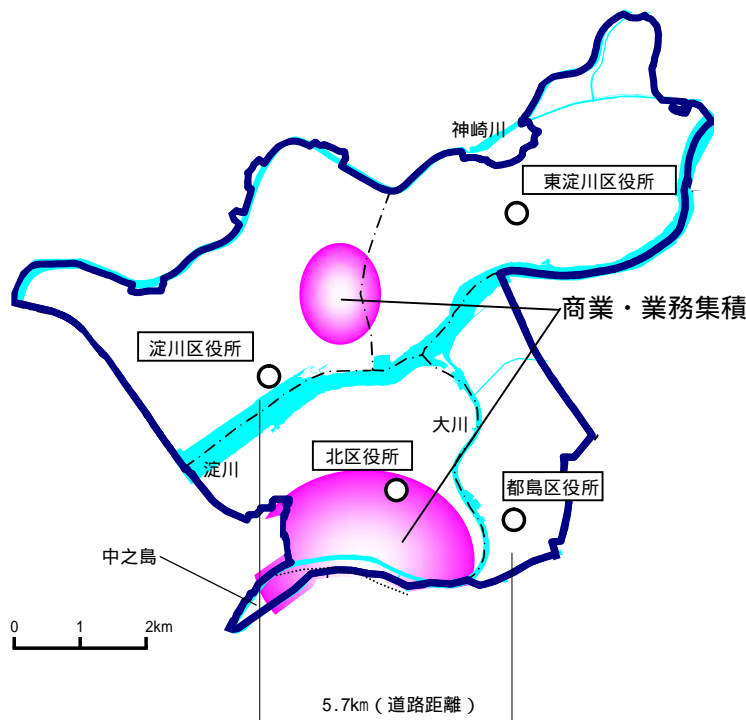 神崎川
東淀川区役所
商業・業務集積
淀川区役所
大川
淀川
北区役所
都島区役所
中之島
0 1 2km
5.7km(道路距離)